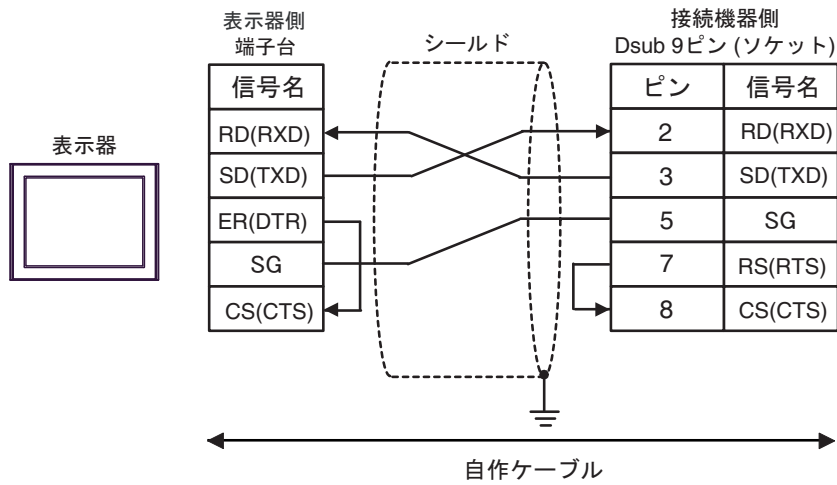 表示器側
端子台
シールド
接続機器側
Dsub 9ピン (ソケット)
表示器
信号名
RD(RXD)
SD(TXD)
ER(DTR)
SG
CS(CTS)
ピン 信号名
2 RD(RXD)
3 SD(TXD)
5 SG
7 RS(RTS)
8 CS(CTS)
自作ケーブル